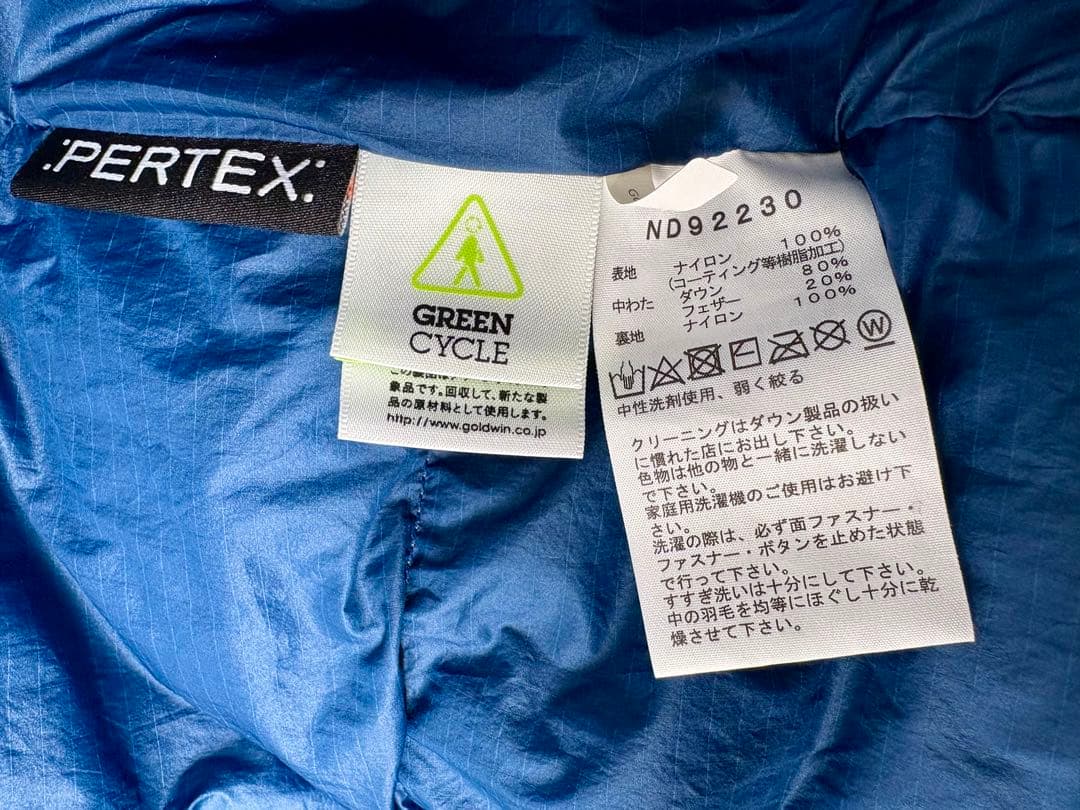 :PERTEX:
GREEN
CYCLE
象品です。回収して、新たな製
品の原材料として使用します。
http://www.goldwin.co.jp
ND92230
表地 ナイロン 100%
(コーティング等樹脂加工)
中わた ダウン 80%
フェザー 20%
裏地 ナイロン 100%
W
中性洗剤使用、弱く絞る
クリーニングはダウン製品の扱い
に慣れた店にお出し下さい。
色物は他の物と一緒に洗濯しない
で下さい。
家庭用洗濯機のご使用はお避け下
さい。
洗濯の際は、必ず面ファスナー・
ファスナー・ボタンを止めた状態
で行って下さい。
すすぎ洗いは十分にして下さい。
中の羽毛を均等にほぐし十分に乾
燥させて下さい。